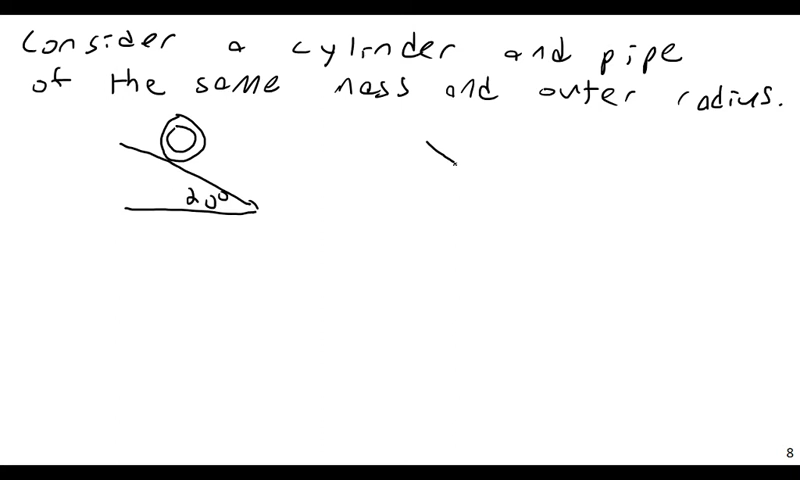 Consider a cylinder and pipe
of the same mass and outer radius.
20°
8